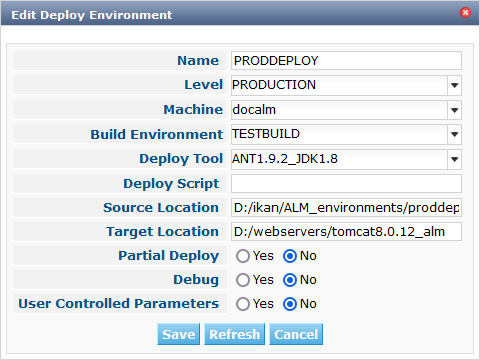 Edit Deploy Environment
Name PRODDEPLOY
Level PRODUCTION
Machine docalm
Build Environment TESTBUILD
Deploy Tool ANT1.9.2_JDK1.8
Deploy Script
Source Location D:/ikan/ALM_environments/proddep
Target Location D:/webservers/tomcat8.0.12_alm
Partial Deploy Yes No
Debug Yes No
User Controlled Parameters Yes No
Save Refresh Cancel